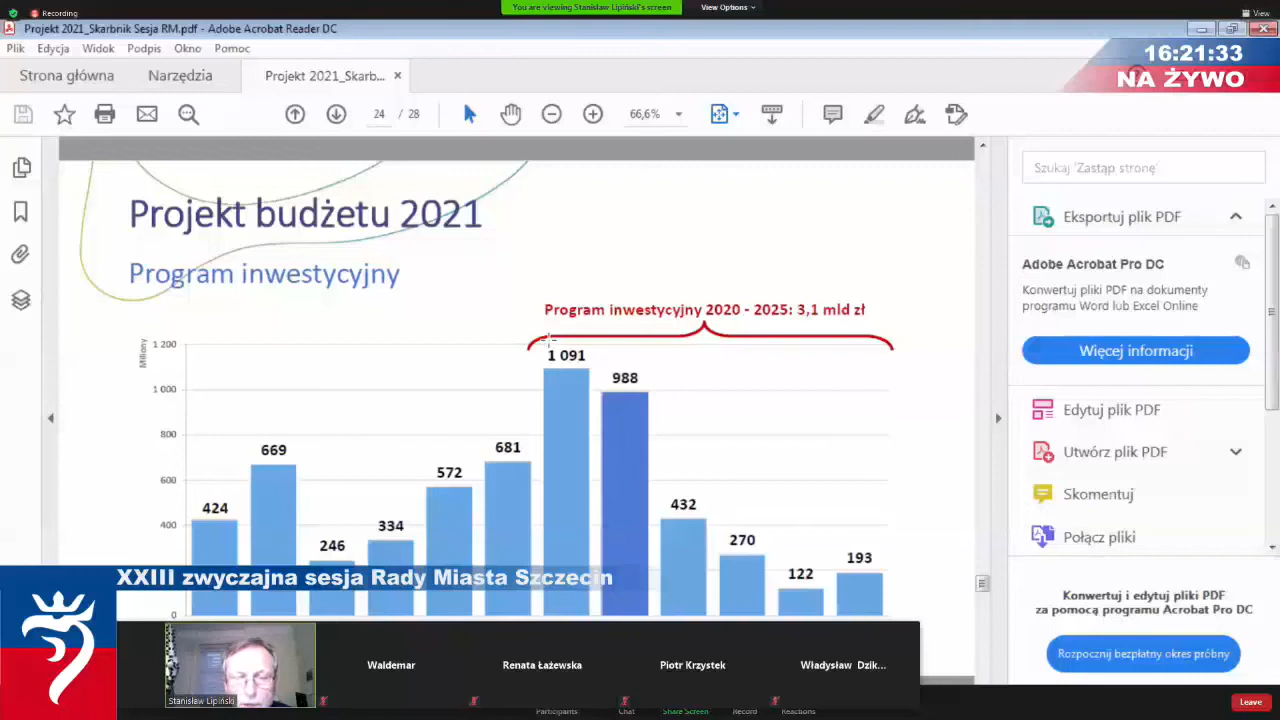 Recording
You are viewing Stanisław Lipiński's screen
View Options
View
Projekt 2021_Skarbnik Sesja RM.pdf - Adobe Acrobat Reader DC
Plik Edycja Widok Podpis Okno Pomoc
16:21:33
NA ŻYWO
Strona główna Narzędzia Projekt 2021_Skarb... ×
24 / 28
66,6%
Szukaj 'Zastąp stronę'
Projekt budżetu 2021
Eksportuj plik PDF
Program inwestycyjny
Adobe Acrobat Pro DC
Konwertuj pliki PDF na dokumenty
programu Word lub Excel Online
Więcej informacji
Program inwestycyjny 2020 - 2025: 3,1 mld zł
Miliony
1 200
1 000
800
600
400
0
424
669
246
334
572
681
1 091
988
432
270
122
193
Edytuj plik PDF
Utwórz plik PDF
Skomentuj
Połącz pliki
Konwertuj i edytuj pliki PDF
za pomocą programu Acrobat Pro DC
Rozpocznij bezpłatny okres próbny
XXIII zwyczajna sesja Rady Miasta Szczecin
Stanisław Lipiński
Waldemar
Renata Łażewska
Piotr Krzystek
Władysław Dzik...
Participants Chat Share Screen Record Reactions
Leave